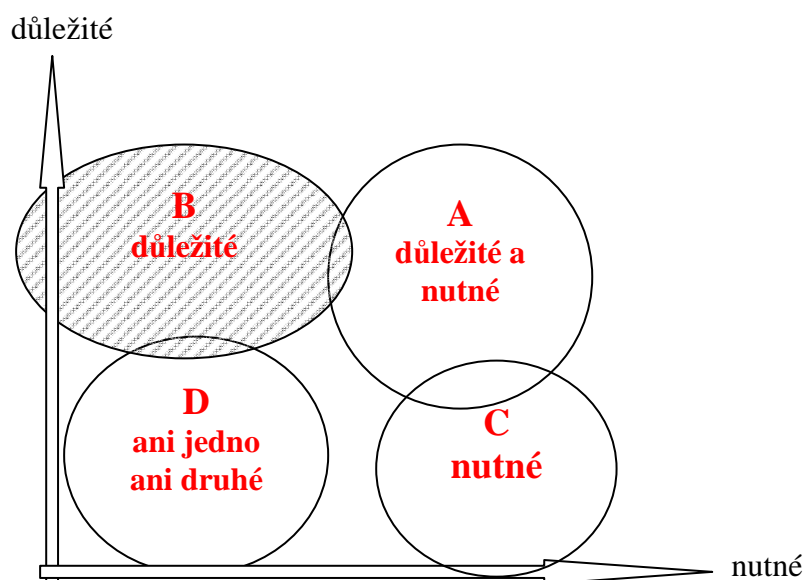 důležité
B
důležité
A
důležité a
nutné
D
ani jedno
ani druhé
C
nutné
nutné